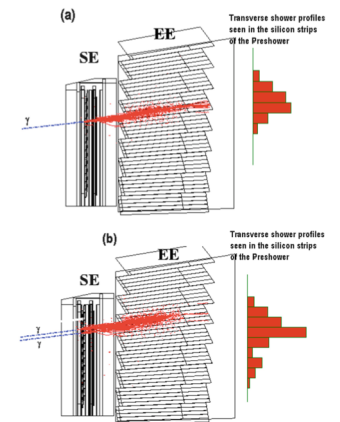 (a)
Transverse shower profiles
seen in the silicon strips
of the Preshower
EE
SE
γ
(b)
Transverse shower profiles
seen in the silicon strips
of the Preshower
EE
SE
γ
γ